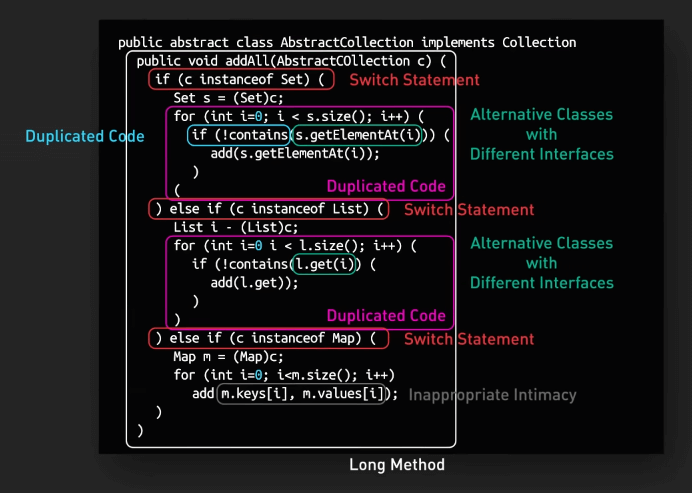 public abstract class AbstractCollection implements Collection
public void addAll(AbstractCOllection c) (
if (c instanceof Set) ( Switch Statement
Set s = (Set)c;
for (int i=0; i < s.size(); i++) ( Alternative Classes
Duplicated Code if (!contains(s.getElementAt(i))) ( with
add(s.getElementAt(i)); Different Interfaces
)
( Duplicated Code
) else if (c instanceof List) ( Switch Statement
List i - (List)c;
for (int i=0 i < l.size(); i++) ( Alternative Classes
if (!contains(l.get(i)) ( with
add(l.get)); Different Interfaces
)
) Duplicated Code
) else if (c instanceof Map) ( Switch Statement
Map m = (Map)c;
for (int i=0; i<m.size(); i++)
add m.keys[i], m.values[i]); Inappropriate Intimacy
)
)
Long Method